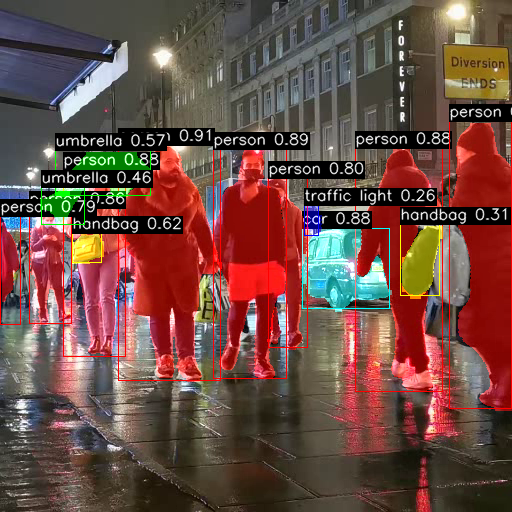 FOREVER
Diversion
ENDS
person
umbrella 0.57
0.91
person 0.89
person 0.88
person 0.88
person 0.80
umbrella 0.46
0.86
person 0.79
traffic light 0.26
handbag 0.62
car 0.88
handbag 0.31